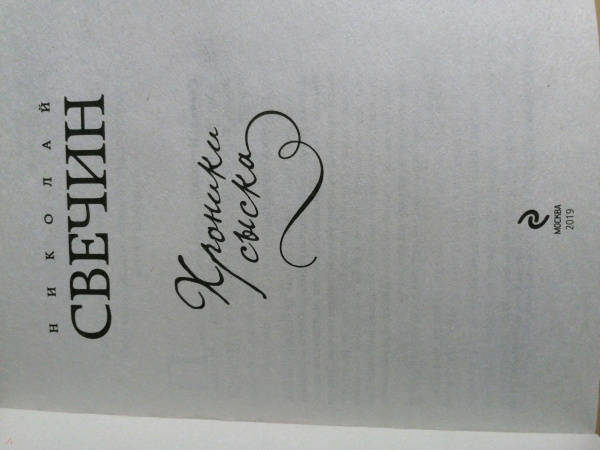 НИКОЛАЙ
СВЕЧИН
Хроники
сыска
МОСКВА
2019